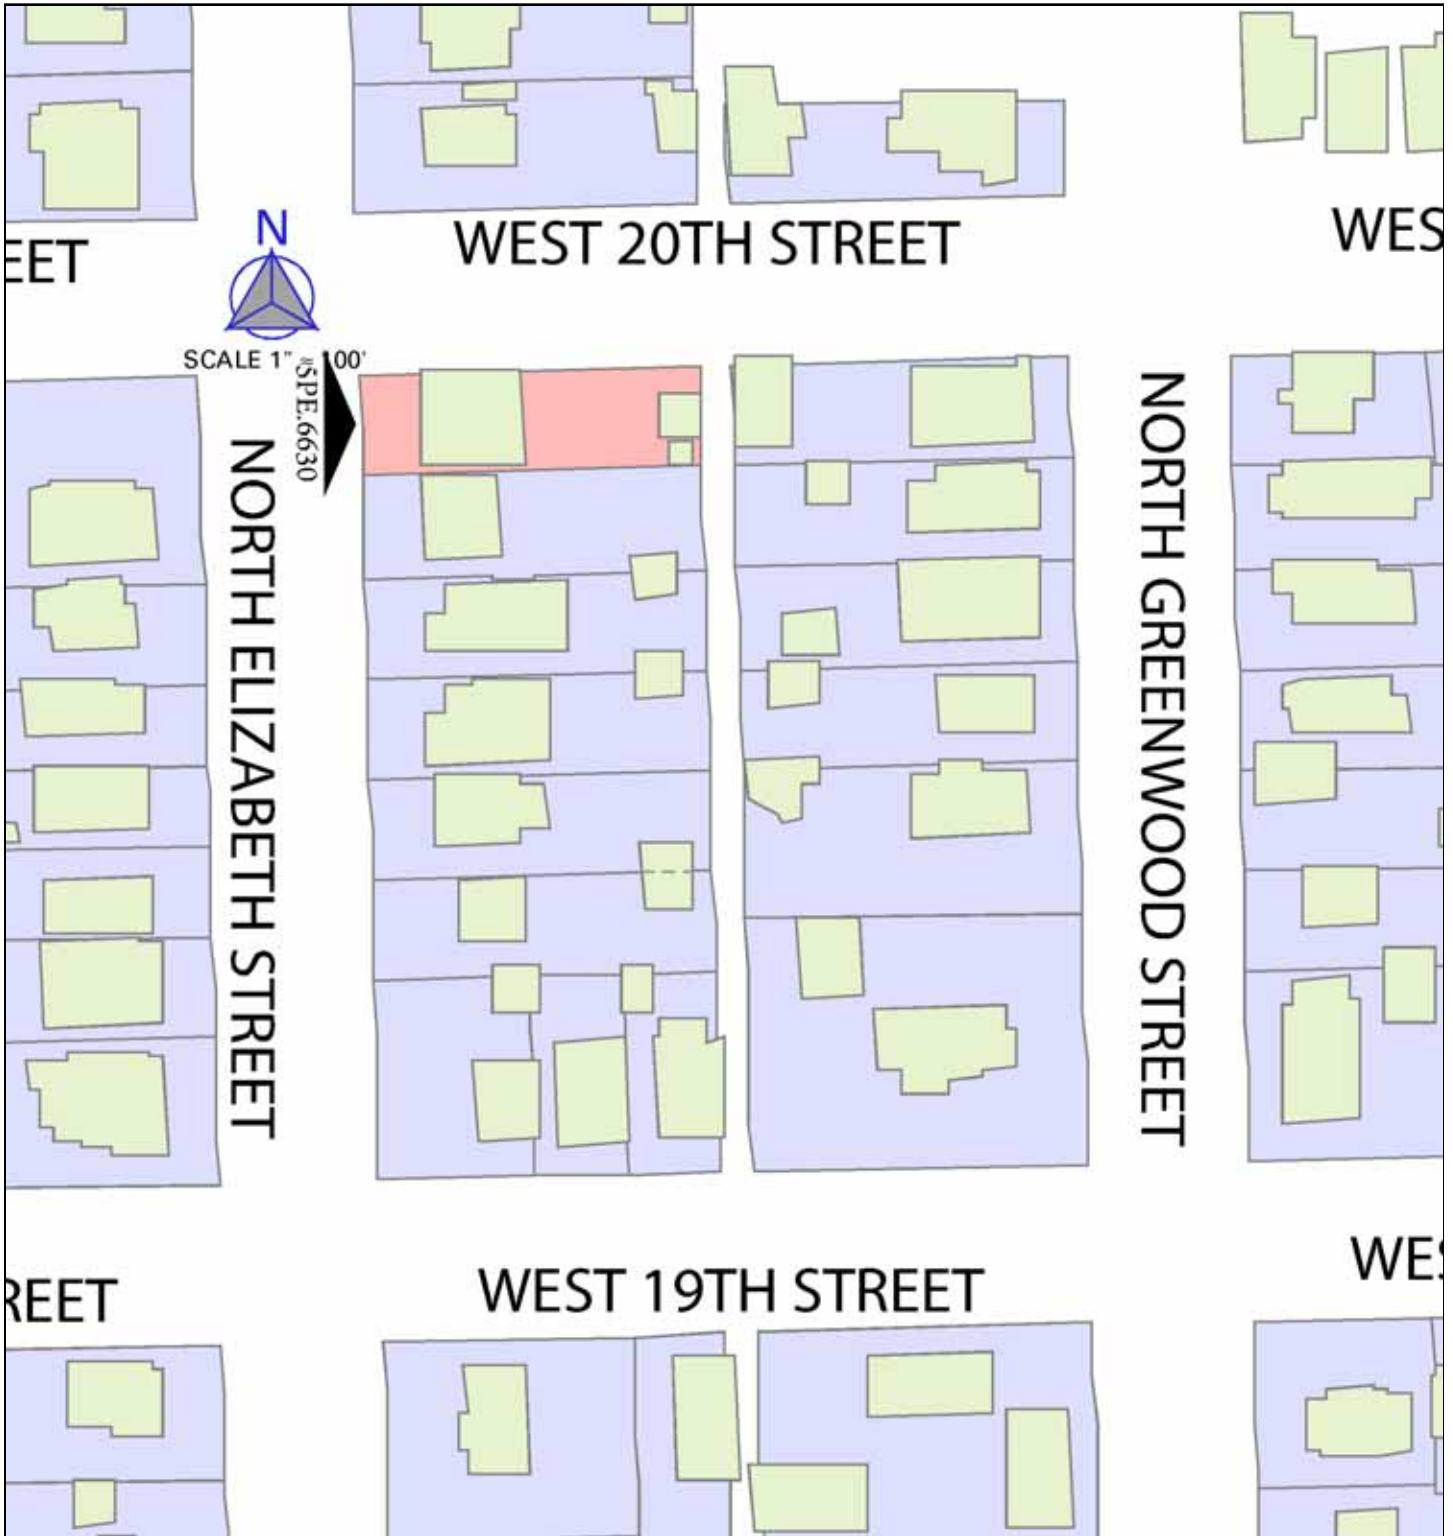 WEST 20TH STREET
WES
EET
N
SCALE 1" = 100'
5PE.6630
NORTH ELIZABETH STREET
NORTH GREENWOOD STREET
WES
WEST 19TH STREET
REET